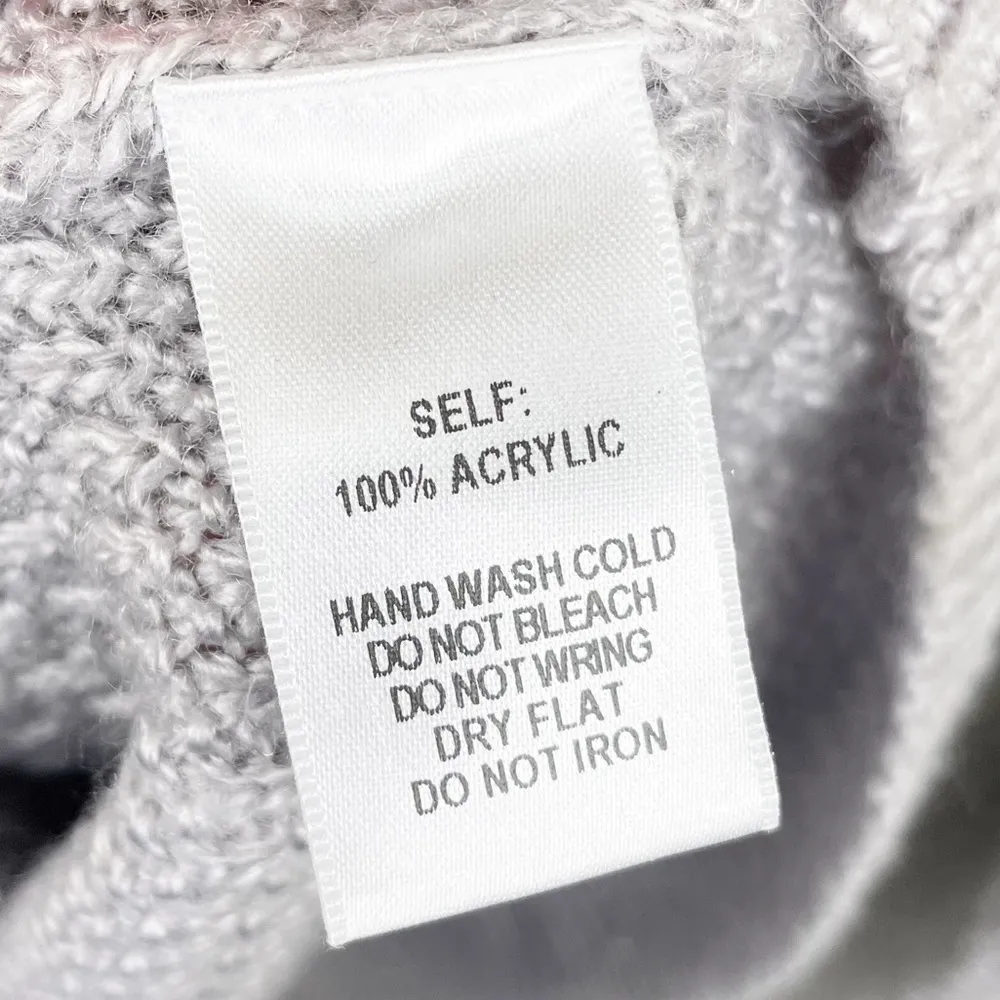 SELF:
100% ACRYLIC
HAND WASH COLD
DO NOT BLEACH
DO NOT WRING
DRY FLAT
DO NOT IRON